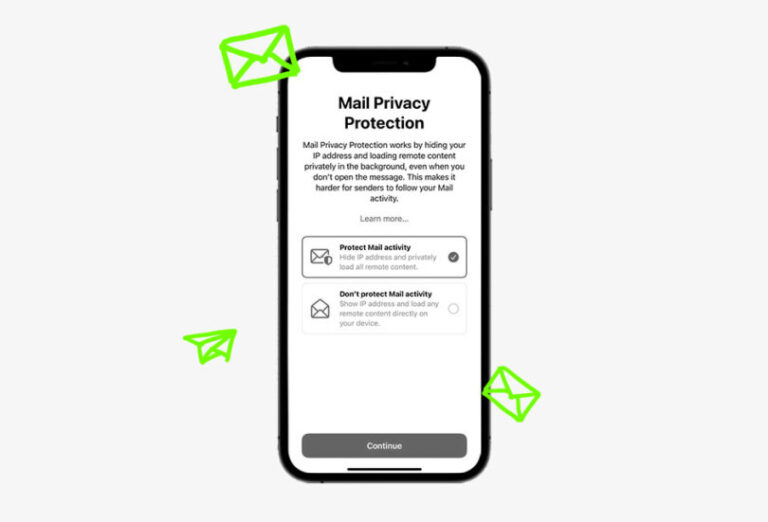 Mail Privacy
Protection
Mail Privacy Protection works by hiding your
IP address and loading remote content
privately in the background, even when you
don't open the message. This makes it
harder for senders to follow your Mail
activity.
Learn more...
Protect Mail activity
Hide IP address and privately
load all remote content.
Don't protect Mail activity
Show IP address and load any
remote content directly on
your device.
Continue